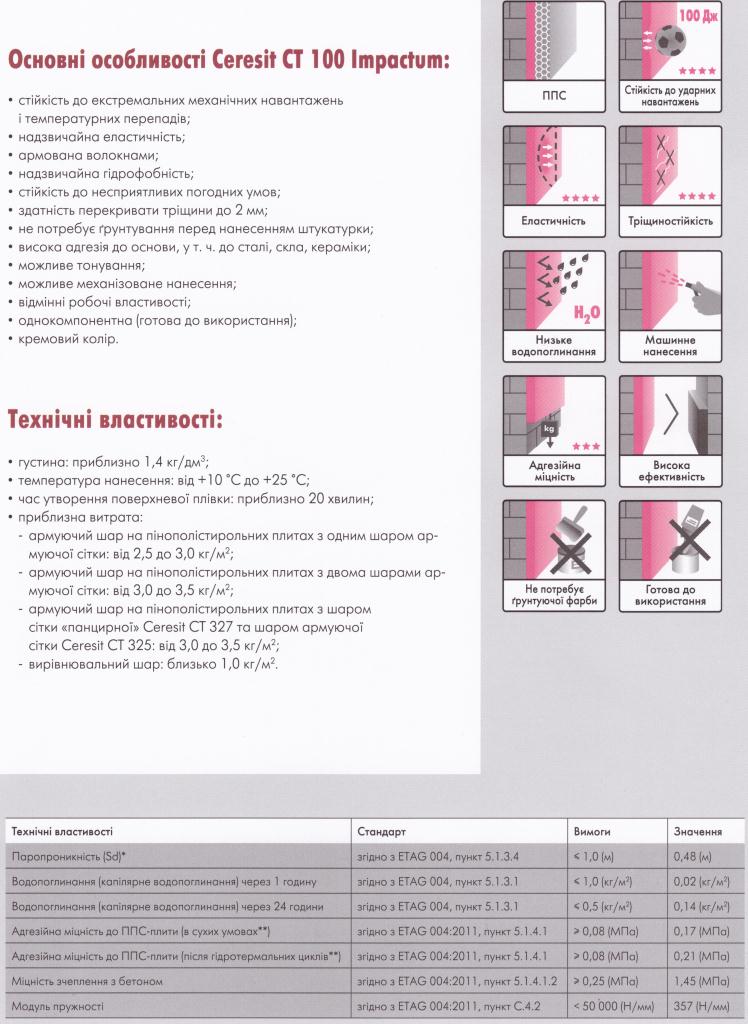 Основні особливості Ceresit CT 100 Impactum:
• стійкість до екстремальних механічних навантажень
і температурних перепадів;
• надзвичайна еластичність;
• армована волокнами;
• надзвичайна гідрофобність;
• стійкість до несприятливих погодних умов;
• здатність перекривати тріщини до 2 мм;
• не потребує ґрунтування перед нанесенням штукатурки;
• висока адгезія до основи, у т. ч. до сталі, скла, кераміки;
• можливе тонування;
• можливе механізоване нанесення;
• відмінні робочі властивості;
• однокомпонентна (готова до використання);
• кремовий колір.
Технічні властивості:
• густина: приблизно 1,4 кг/дм³;
• температура нанесення: від +10 °C до +25 °C;
• час утворення поверхневої плівки: приблизно 20 хвилин;
• приблизна витрата:
- армуючий шар на пінополістирольних плитах з одним шаром ар-
муючої сітки: від 2,5 до 3,0 кг/м²;
- армуючий шар на пінополістирольних плитах з двома шарами ар-
муючої сітки: від 3,0 до 3,5 кг/м²;
- армуючий шар на пінополістирольних плитах з шаром
сітки «панцирної» Ceresit CT 327 та шаром армуючої
сітки Ceresit CT 325: від 3,0 до 3,5 кг/м²;
- вирівнювальний шар: близько 1,0 кг/м².
ППС
100 Дж
Стійкість до ударних
навантажень
Еластичність
Тріщиностійкість
H₂O
Низьке
водопоглинання
Машинне
нанесення
kg
Адгезійна
міцність
Висока
ефективність
Не потребує
ґрунтуючої фарби
Готова до
використання
Технічні властивості Стандарт Вимоги Значення
Паропроникність (Sd)* згідно з ETAG 004, пункт 5.1.3.4 ≤ 1,0 (м) 0,48 (м)
Водопоглинання (капілярне водопоглинання) через 1 годину згідно з ETAG 004, пункт 5.1.3.1 ≤ 1,0 (кг/м²) 0,02 (кг/м²)
Водопоглинання (капілярне водопоглинання) через 24 години згідно з ETAG 004, пункт 5.1.3.1 ≤ 0,5 (кг/м²) 0,14 (кг/м²)
Адгезійна міцність до ППС-плити (в сухих умовах**) згідно з ETAG 004:2011, пункт 5.1.4.1 ≥ 0,08 (МПа) 0,17 (МПа)
Адгезійна міцність до ППС-плити (після гідротермальних циклів**) згідно з ETAG 004:2011, пункт 5.1.4.1 ≥ 0,08 (МПа) 0,21 (МПа)
Міцність зчеплення з бетоном згідно з ETAG 004:2011, пункт 5.1.4.1.2 ≥ 0,25 (МПа) 1,45 (МПа)
Модуль пружності згідно з ETAG 004:2011, пункт C.4.2 < 50 000 (Н/мм) 357 (Н/мм)